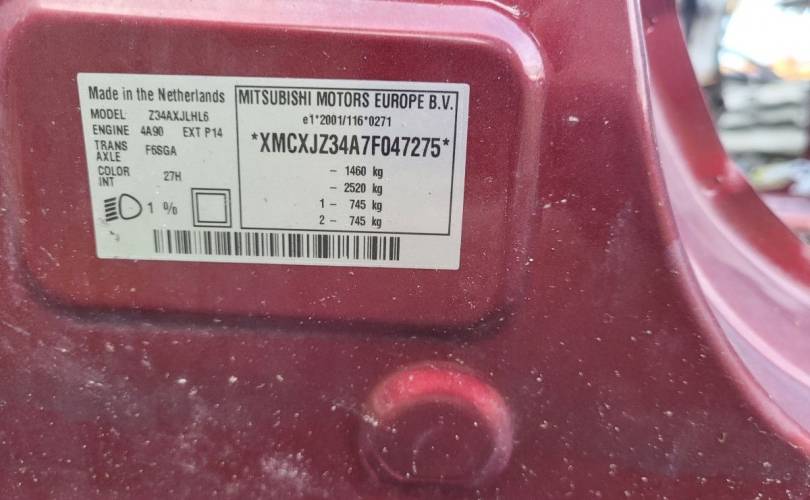 Made in the Netherlands
MODEL Z34AXJLHL6
ENGINE 4A90 EXT P14
TRANS AXLE F6SGA
COLOR INT 27H
1 %
MITSUBISHI MOTORS EUROPE B.V.
e1*2001/116*0271
*XMCXJZ34A7F047275*
– 1460 kg
– 2520 kg
1 – 745 kg
2 – 745 kg